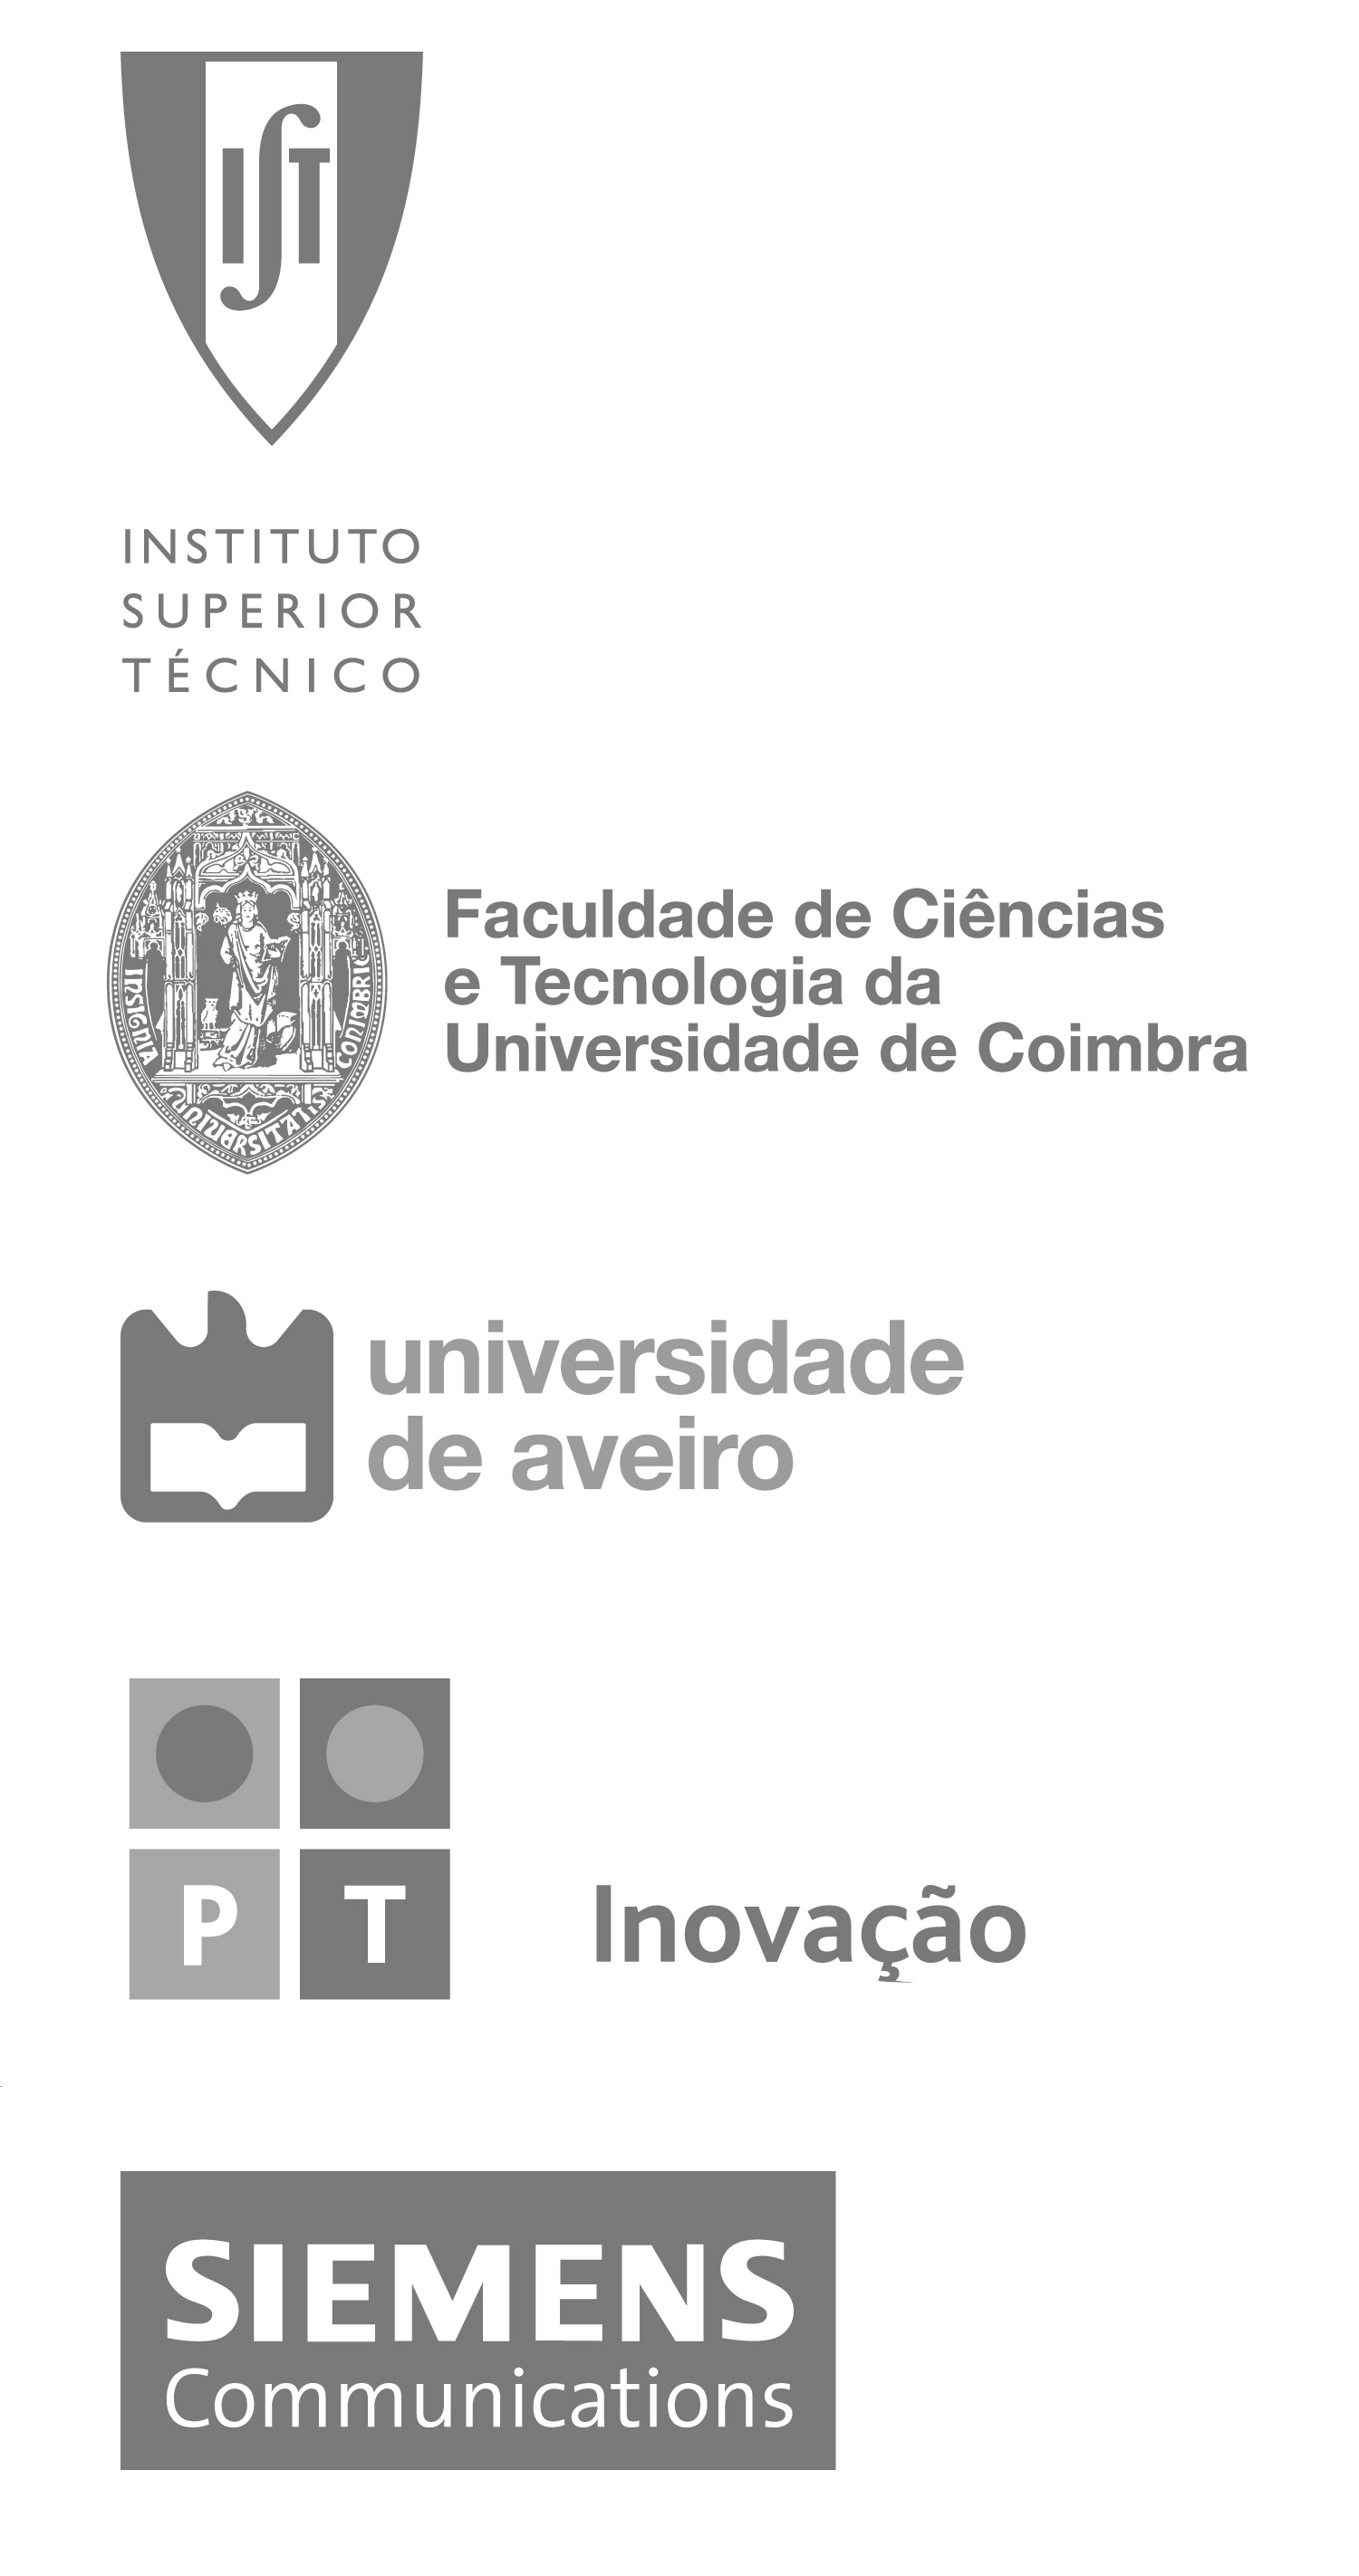 IST
INSTITUTO
SUPERIOR
TÉCNICO
INSIGNIA
UNIVERSITATIS
CONIMBRIG
Faculdade de Ciências
e Tecnologia da
Universidade de Coimbra
universidade
de aveiro
P T
Inovação
SIEMENS
Communications